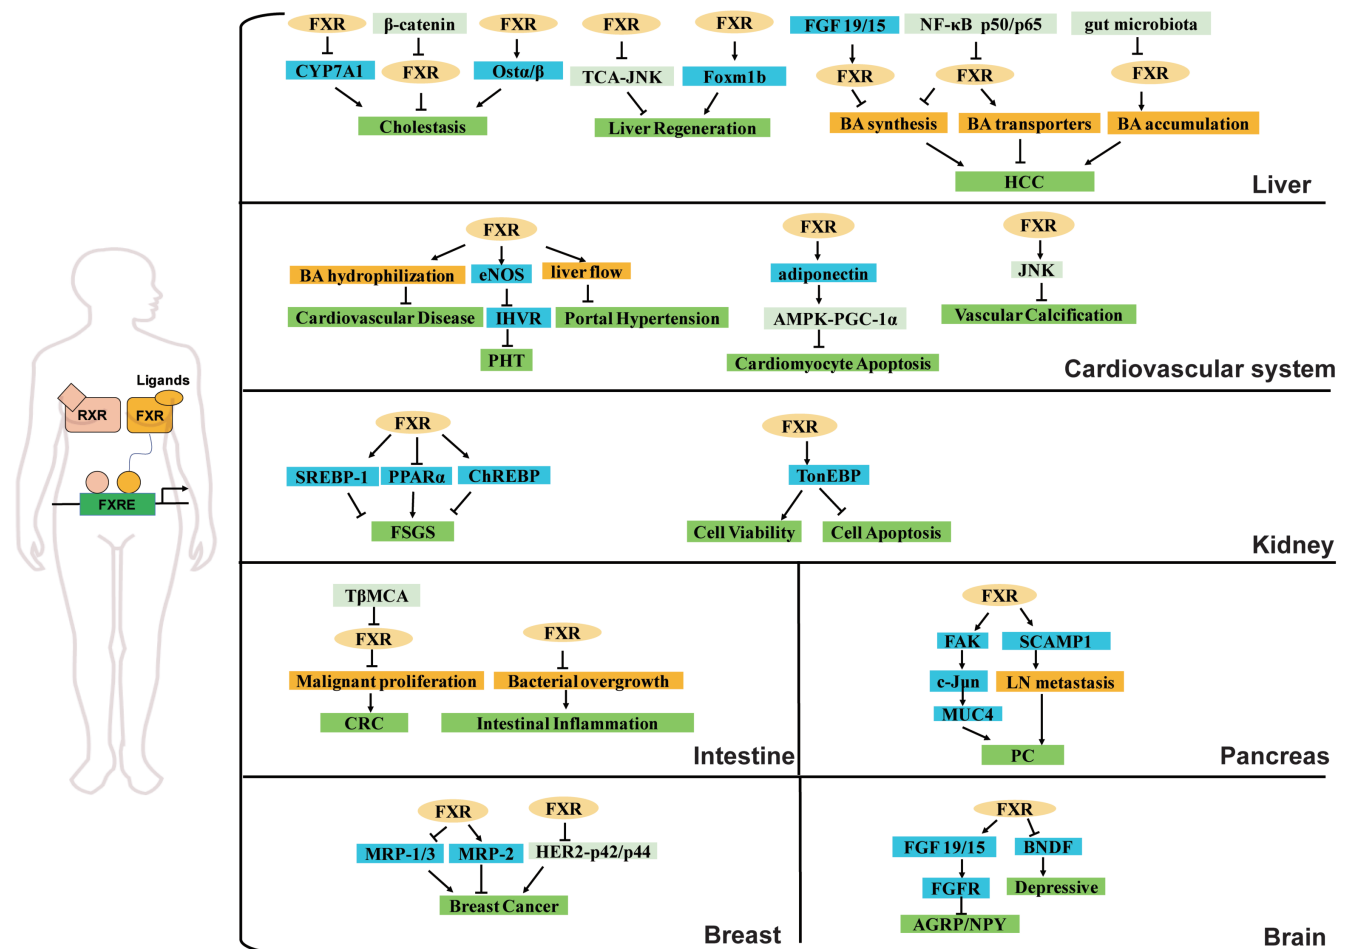 FXR β-catenin FXR FXR FXR FGF 19/15 NF-κB p50/p65 gut microbiota
CYP7A1 FXR Ostα/β TCA-JNK Foxm1b FXR FXR FXR
Cholestasis Liver Regeneration BA synthesis BA transporters BA accumulation
HCC
Liver
FXR FXR FXR
BA hydrophilization eNOS liver flow adiponectin JNK
Cardiovascular Disease IHVR Portal Hypertension AMPK-PGC-1α Vascular Calcification
PHT Cardiomyocyte Apoptosis
Cardiovascular system
Ligands
RXR FXR
FXRE
FXR FXR
SREBP-1 PPARα ChREBP TonEBP
FSGS Cell Viability Cell Apoptosis
Kidney
TβMCA
FXR FXR
Malignant proliferation Bacterial overgrowth
CRC Intestinal Inflammation
Intestine
FXR
FAK SCAMP1
c-Jun LN metastasis
MUC4
PC
Pancreas
FXR FXR
MRP-1/3 MRP-2 HER2-p42/p44
Breast Cancer
Breast
FXR
FGF 19/15 BNDF
FGFR Depressive
AGRP/NPY
Brain